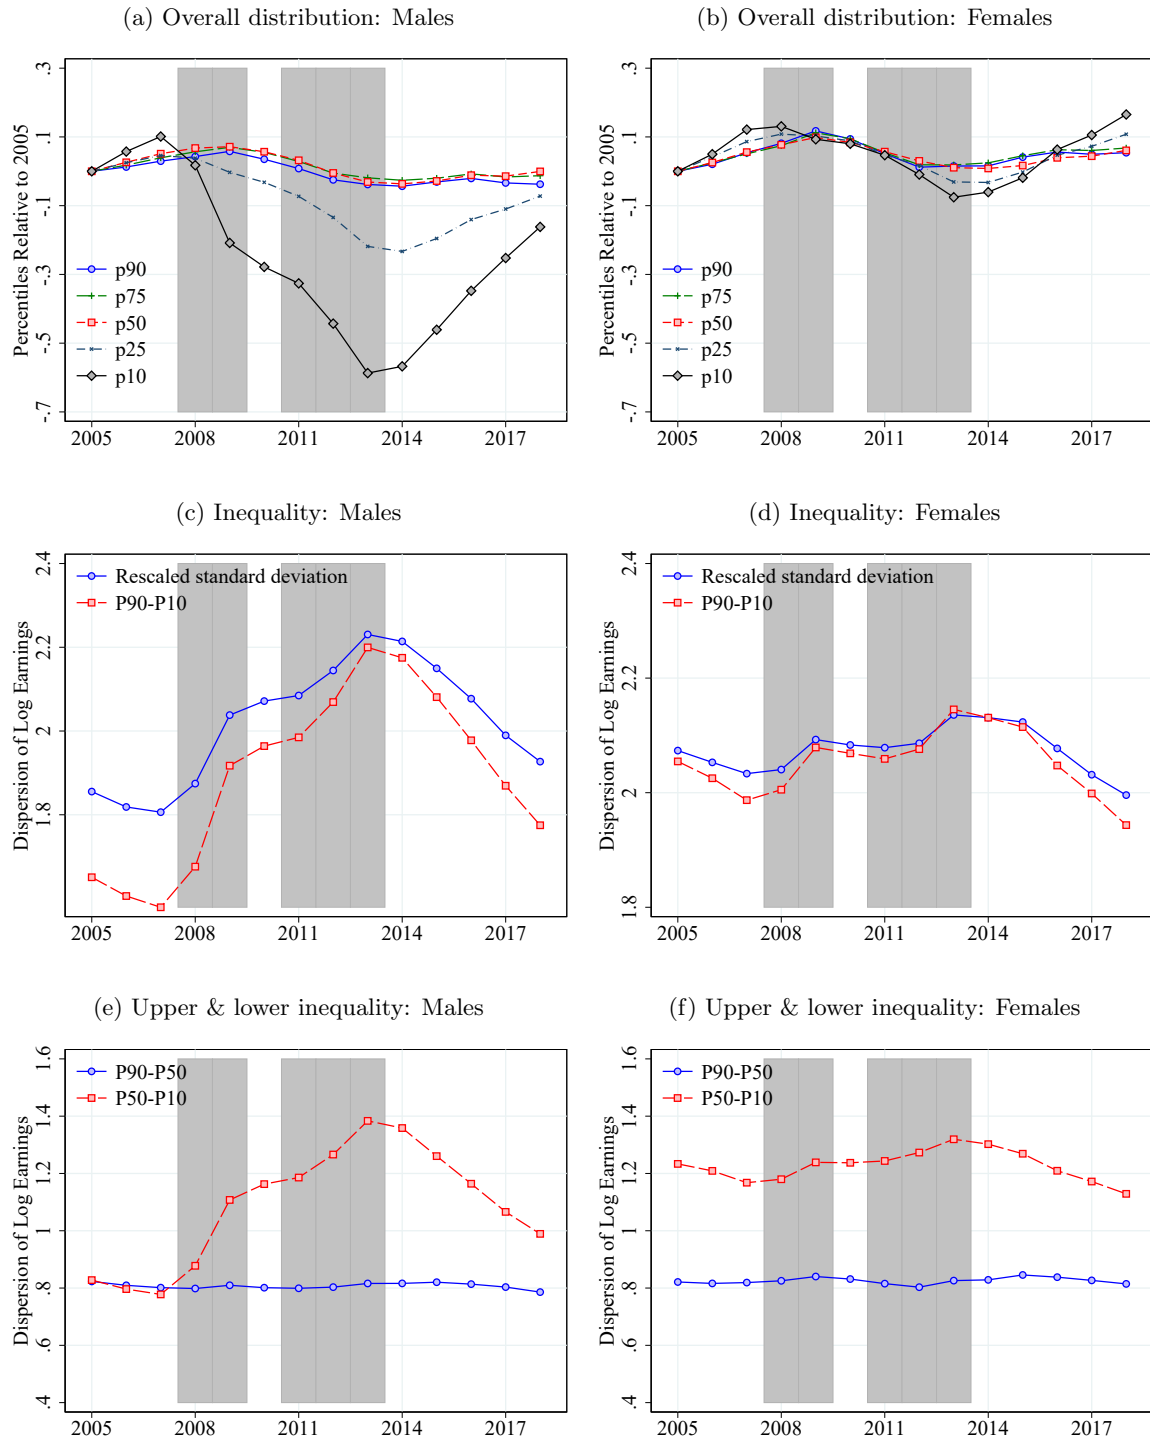 (a) Overall distribution: Males
Percentiles Relative to 2005
.3
.1
-.1
-.3
-.5
-.7
p90
p75
p50
p25
p10
2005 2008 2011 2014 2017
(b) Overall distribution: Females
Percentiles Relative to 2005
.3
.1
-.1
-.3
-.5
-.7
p90
p75
p50
p25
p10
2005 2008 2011 2014 2017
(c) Inequality: Males
Dispersion of Log Earnings
2.4
2.2
2
1.8
Rescaled standard deviation
P90-P10
2005 2008 2011 2014 2017
(d) Inequality: Females
Dispersion of Log Earnings
2.4
2.2
2
1.8
Rescaled standard deviation
P90-P10
2005 2008 2011 2014 2017
(e) Upper & lower inequality: Males
Dispersion of Log Earnings
1.6
1.4
1.2
1
.8
.6
.4
P90-P50
P50-P10
2005 2008 2011 2014 2017
(f) Upper & lower inequality: Females
Dispersion of Log Earnings
1.6
1.4
1.2
1
.8
.6
.4
P90-P50
P50-P10
2005 2008 2011 2014 2017